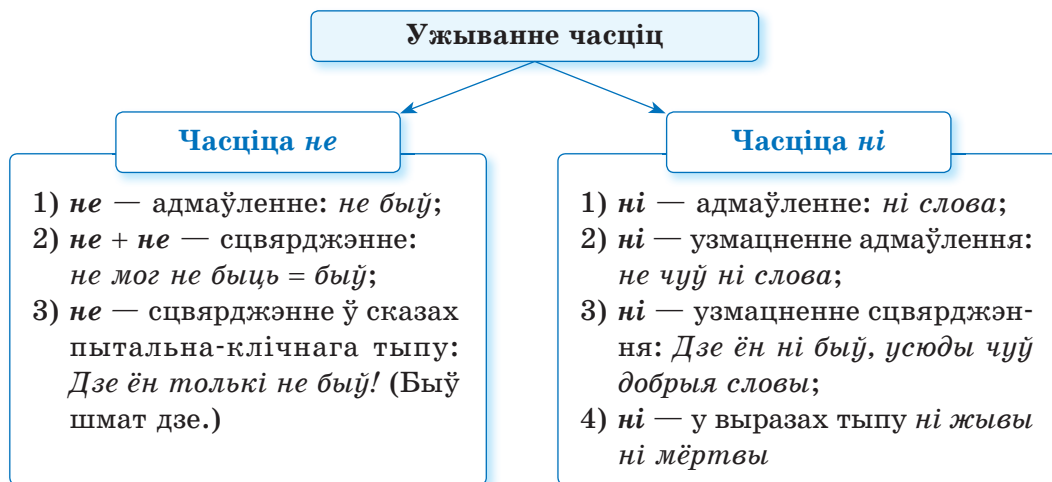 Ужыванне часціц
Часціца не
1) не — адмаўленне: не быў;
2) не + не — сцвярджэнне:
не мог не быць = быў;
3) не — сцвярджэнне ў сказах
пытальна-клічнага тыпу:
Дзе ён толькі не быў! (Быў
шмат дзе.)
Часціца ні
1) ні — адмаўленне: ні слова;
2) ні — узмацненне адмаўлення:
не чуў ні слова;
3) ні — узмацненне сцвярджэн-
ня: Дзе ён ні быў, усюды чуў
добрыя словы;
4) ні — у выразах тыпу ні жывы
ні мёртвы